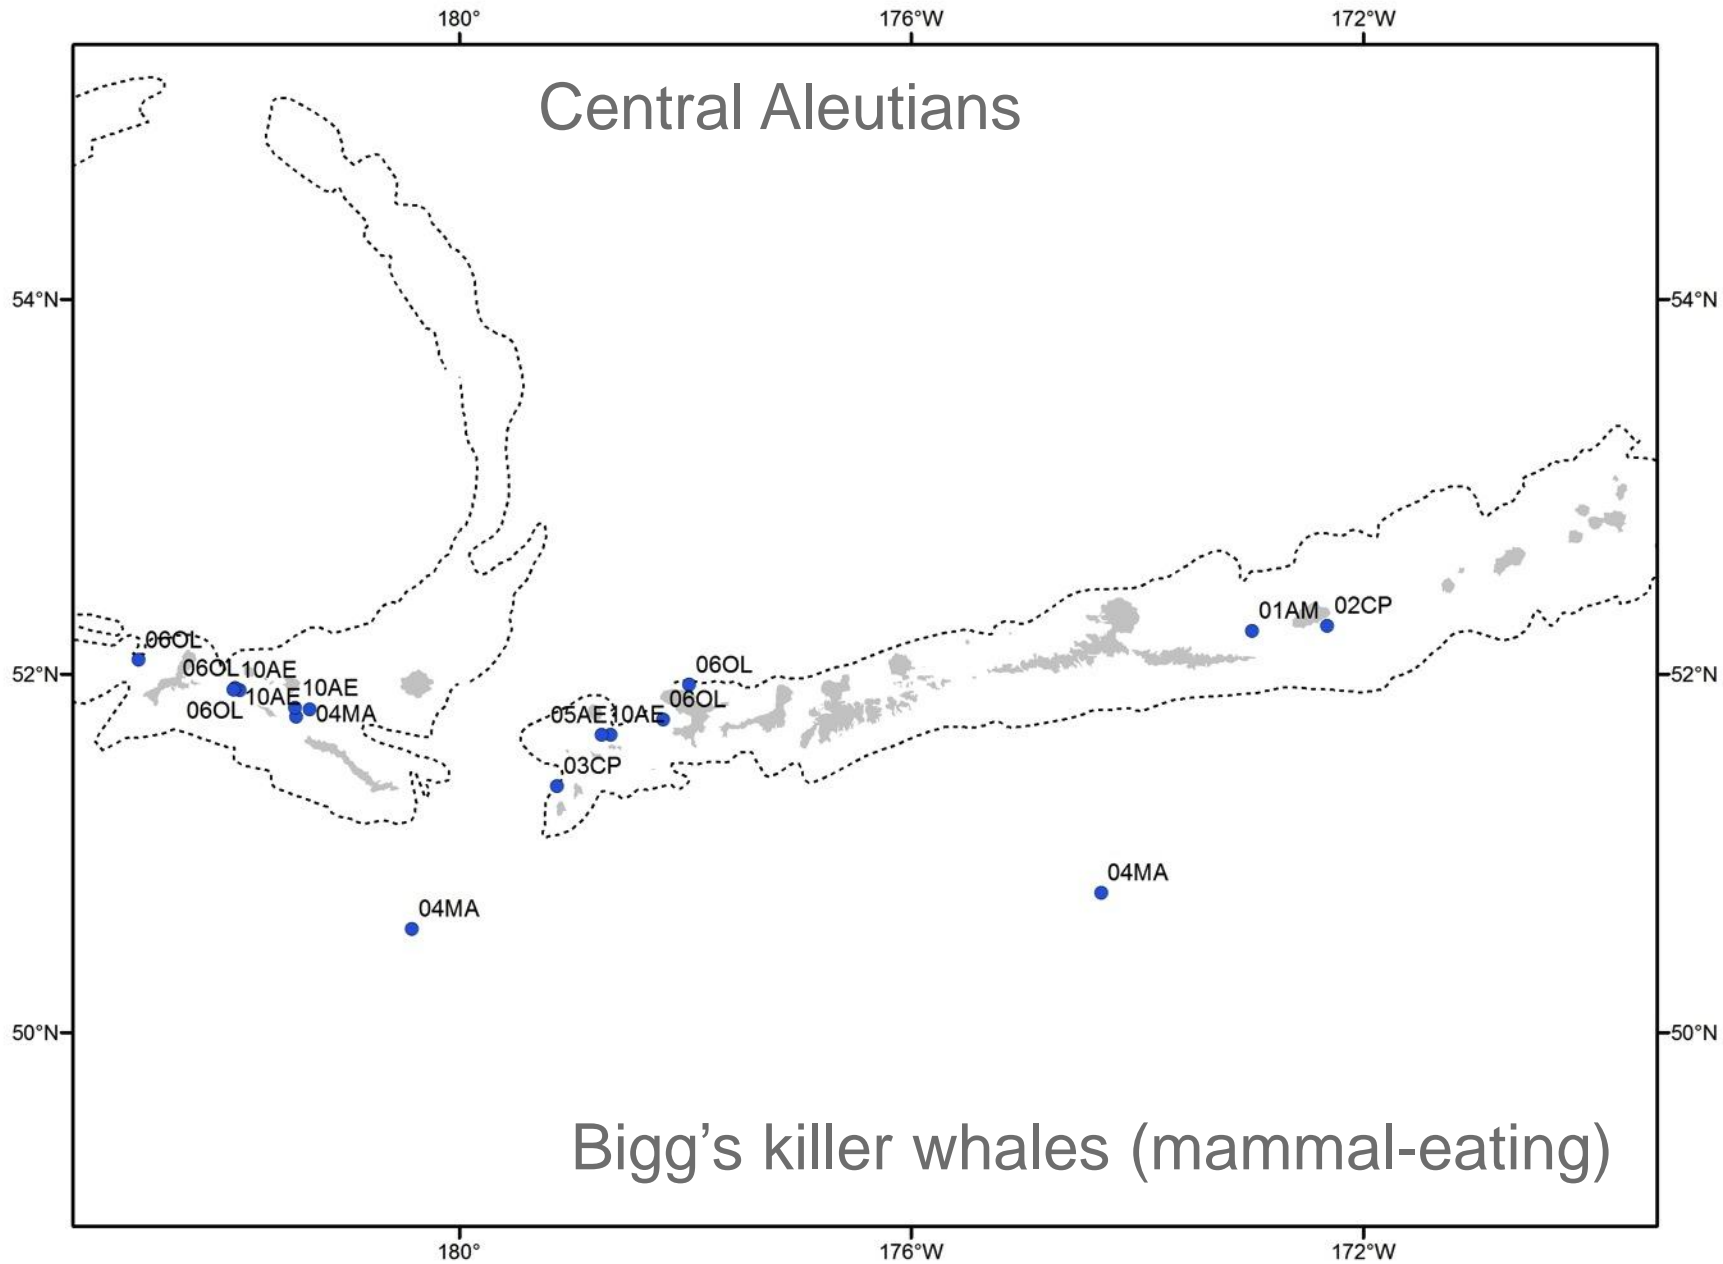 180°
176°W
172°W
Central Aleutians
54°N
54°N
01AM
02CP
06OL
06OL
10AE
06OL
52°N
52°N
10AE
10AE
06OL
06OL
04MA
05AE
10AE
03CP
04MA
04MA
50°N
50°N
Bigg’s killer whales (mammal-eating)
180°
176°W
172°W